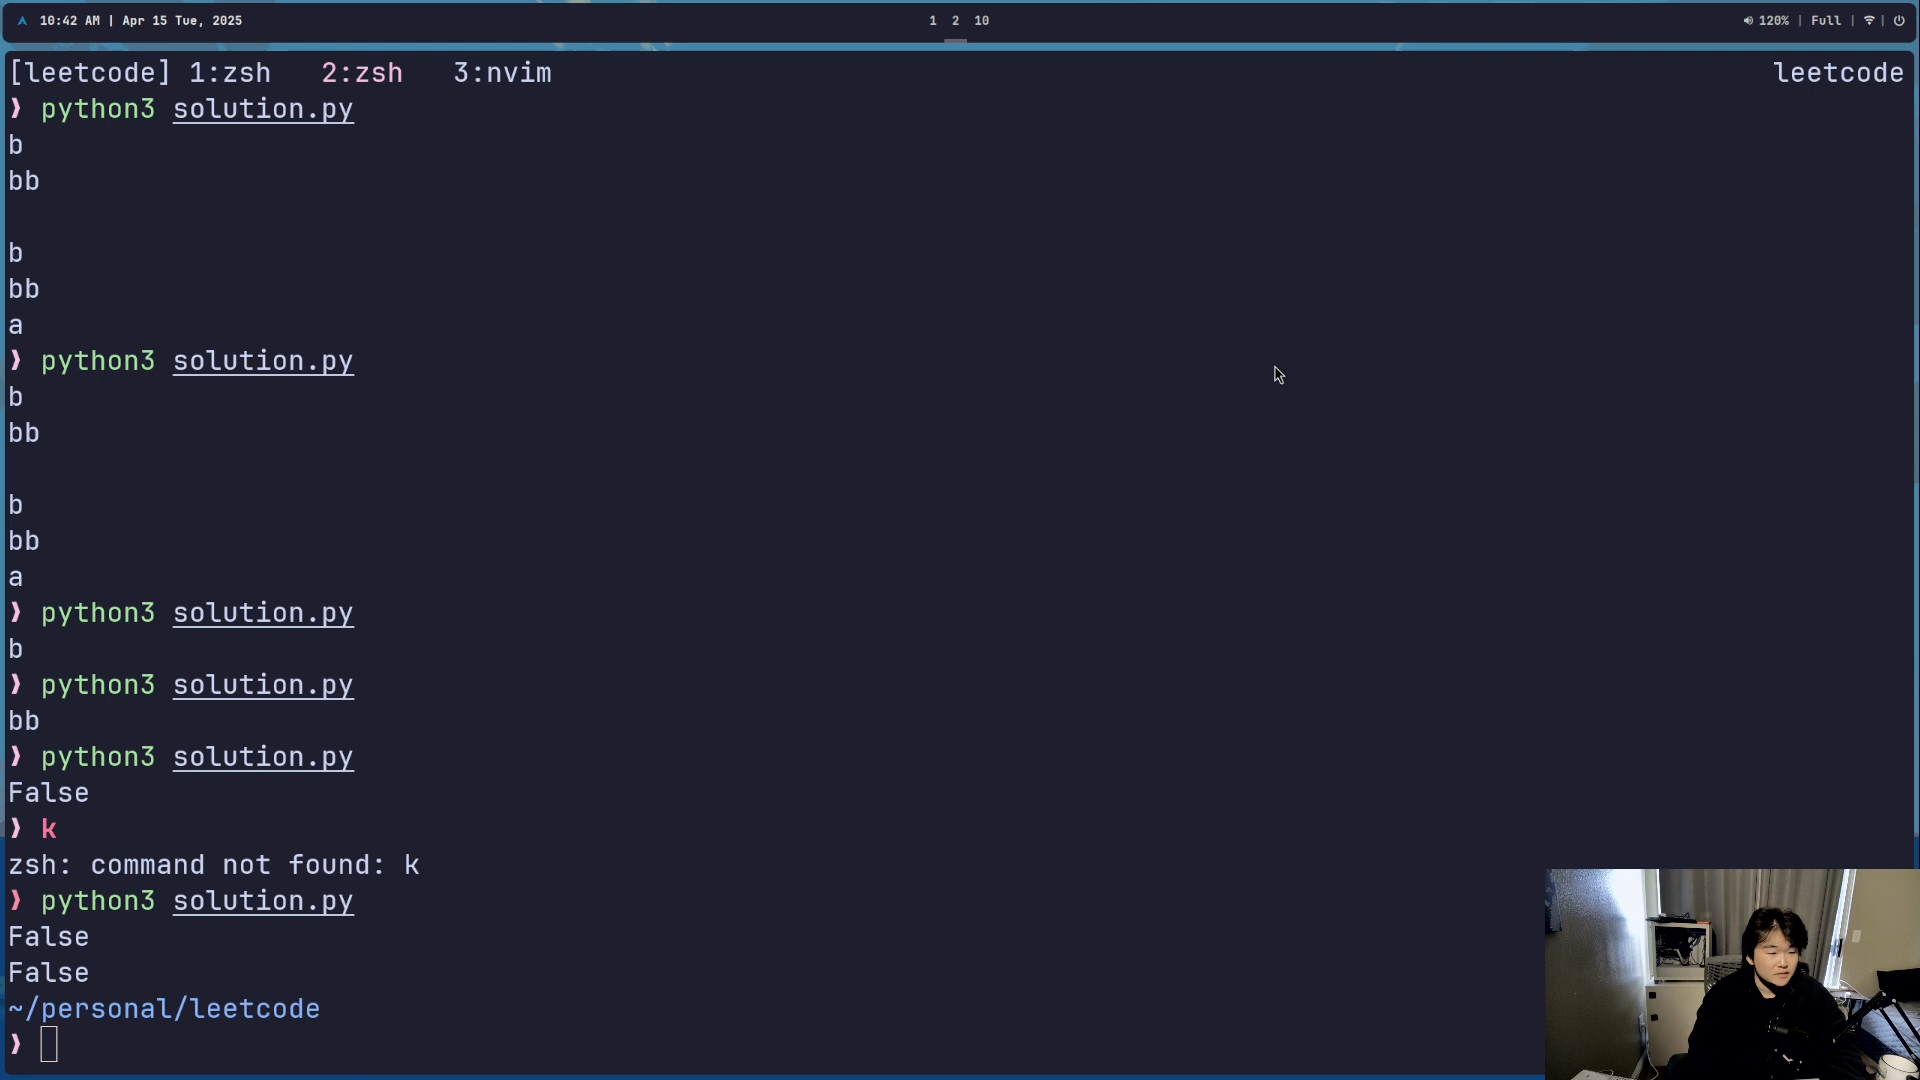 10:42 AM | Apr 15 Tue, 2025
1 2 10
120% | Full | |
[leetcode] 1:zsh 2:zsh 3:nvim
leetcode
❱ python3 solution.py
b
bb
b
bb
a
❱ python3 solution.py
b
bb
b
bb
a
❱ python3 solution.py
b
❱ python3 solution.py
bb
❱ python3 solution.py
False
❱ k
zsh: command not found: k
❱ python3 solution.py
False
False
~/personal/leetcode
❱